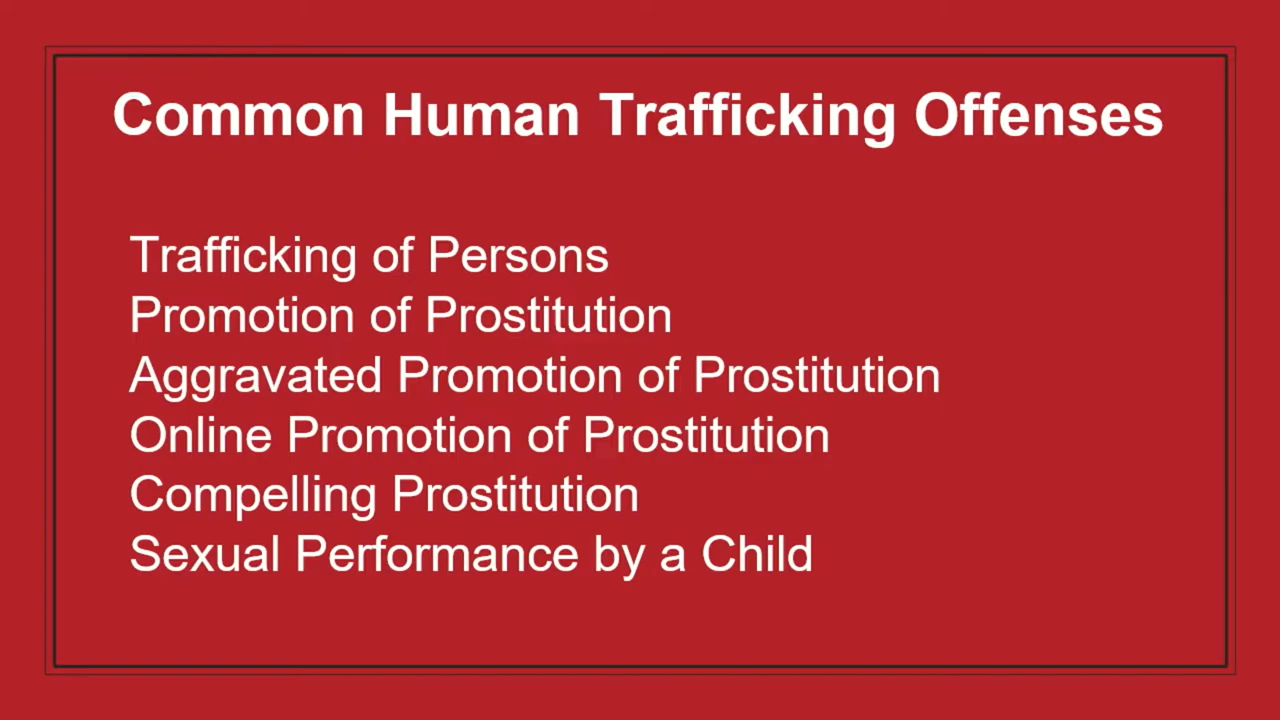 Common Human Trafficking Offenses
Trafficking of Persons
Promotion of Prostitution
Aggravated Promotion of Prostitution
Online Promotion of Prostitution
Compelling Prostitution
Sexual Performance by a Child